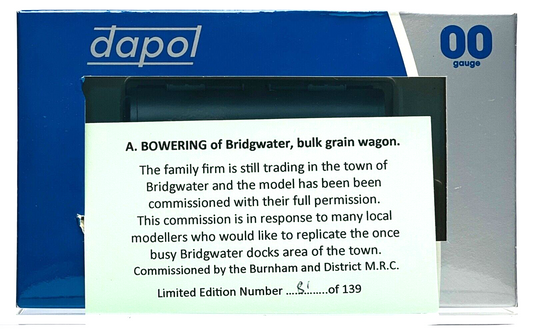 dapol
00
gauge
A. BOWERING of Bridgwater, bulk grain wagon.
The family firm is still trading in the town of
Bridgwater and the model has been been
commissioned with their full permission.
This commission is in response to many local
modellers who would like to replicate the once
busy Bridgwater docks area of the town.
Commissioned by the Burnham and District M.R.C.
Limited Edition Number ............of 139